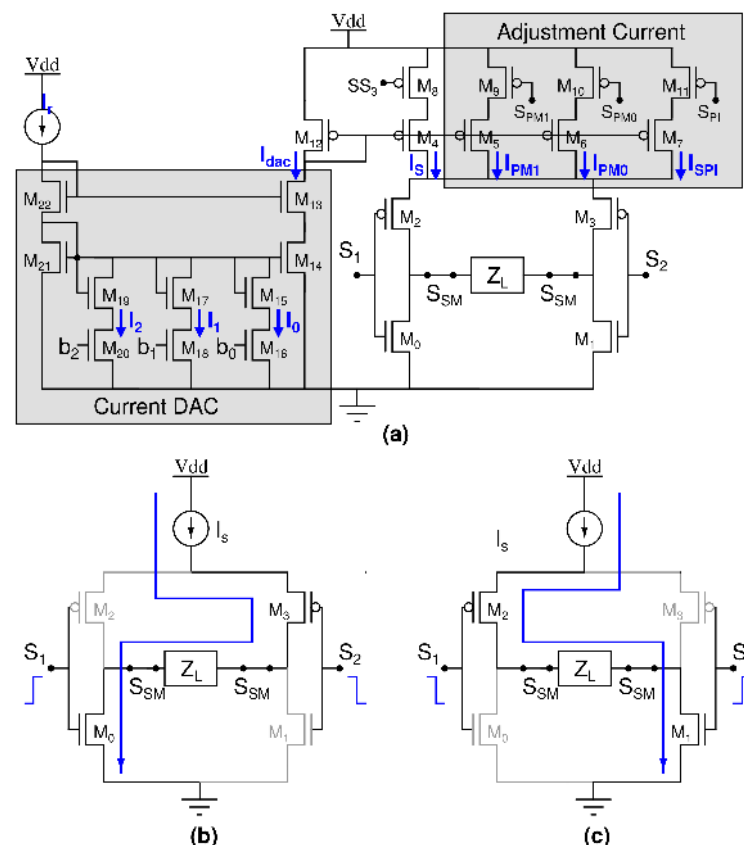 Vdd
Adjustment Current
Vdd
SS3
M8
M9
M10
M11
SPM1
SPM0
SPI
Ir
M12
M4
M5
M6
M7
Idac
IS
IPM1
IPM0
ISPI
M22
M13
M2
M3
M21
M14
S1
S2
M19
M17
M15
SSM
ZL
SSM
I2
I1
I0
b2
M20
b1
M18
b0
M16
M0
M1
Current DAC
(a)
Vdd
Vdd
Is
Is
M2
M3
M2
M3
S1
S2
S1
S
SSM
ZL
SSM
SSM
ZL
SSM
M0
M1
M0
M1
(b)
(c)